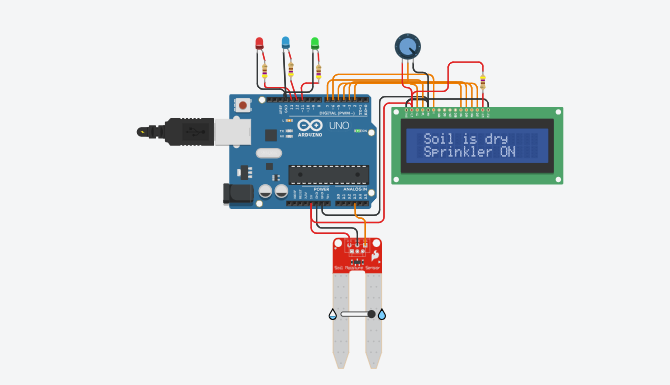 Soil is dry
Sprinkler ON
DIGITAL (PWM~)
UNO
ARDUINO
POWER
ANALOG IN
Soil Moisture Sensor